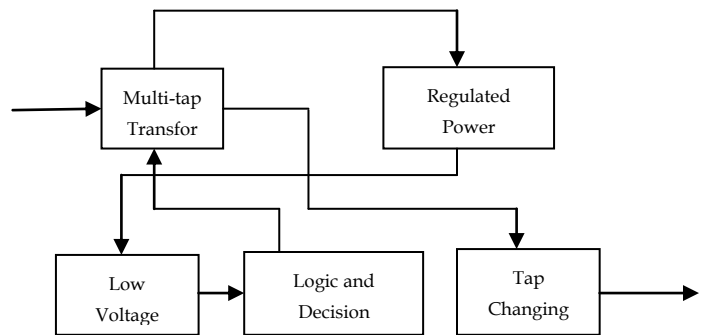 Multi-tap
Transfor
Regulated
Power
Low
Voltage
Logic and
Decision
Tap
Changing